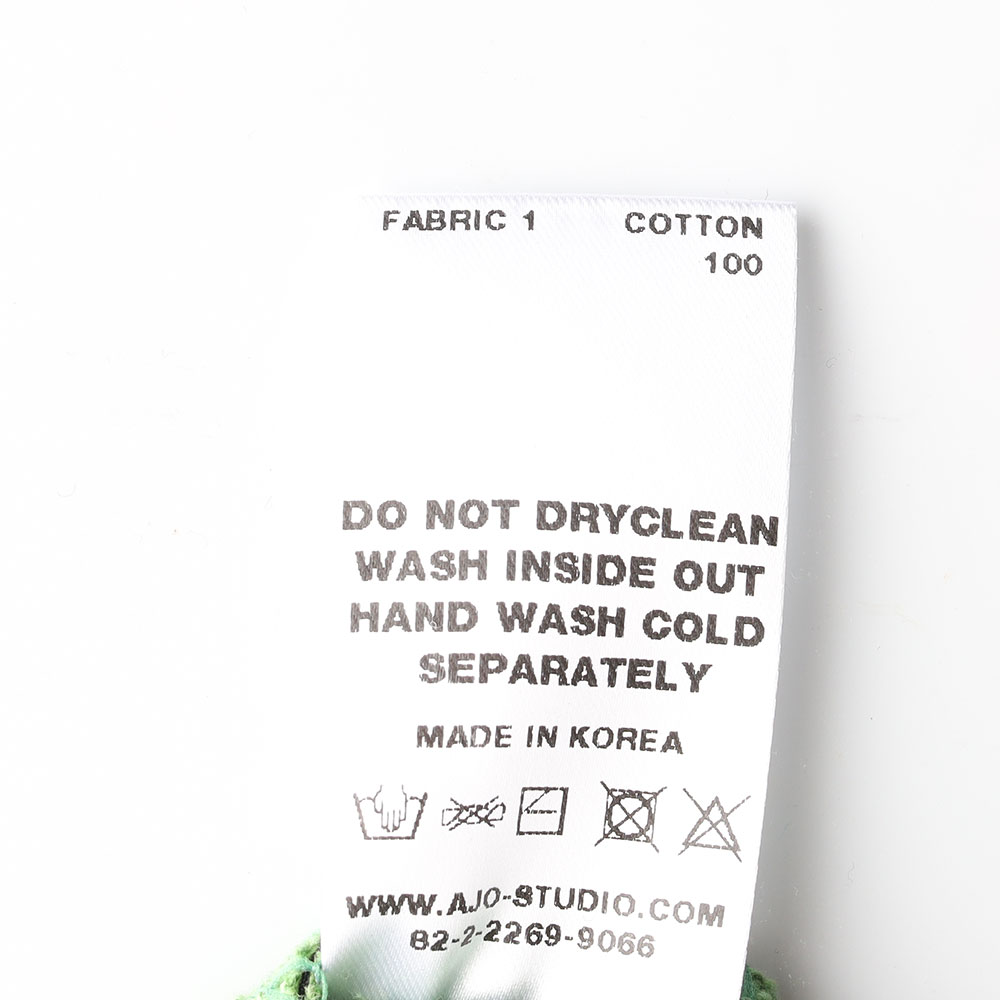 FABRIC 1 COTTON
100
DO NOT DRYCLEAN
WASH INSIDE OUT
HAND WASH COLD
SEPARATELY
MADE IN KOREA
WWW.AJO-STUDIO.COM
82-2-2269-9066